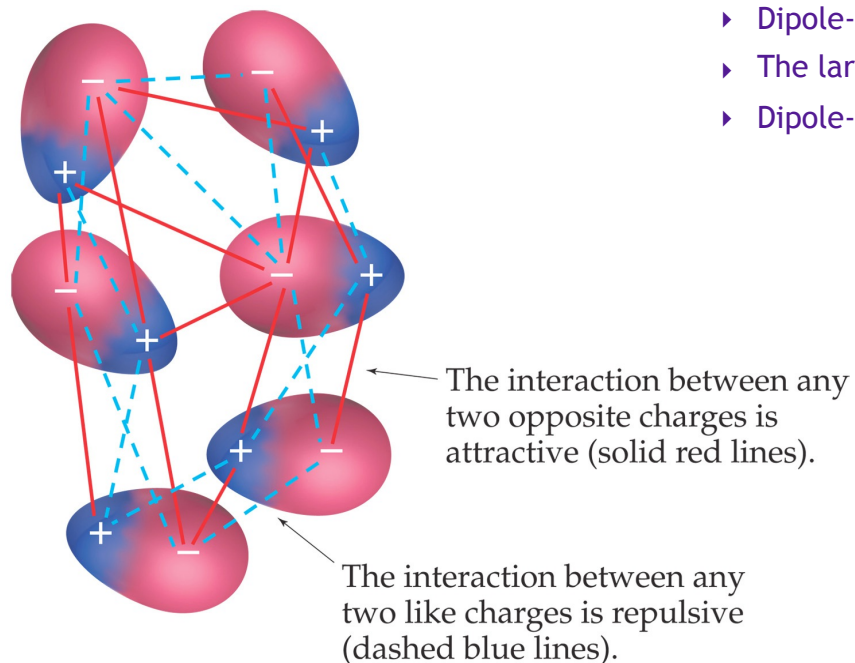 ▸ Dipole-
▸ The lar
▸ Dipole-
− −
+
+
− − +
+
+ −
+ −
The interaction between any
two opposite charges is
attractive (solid red lines).
The interaction between any
two like charges is repulsive
(dashed blue lines).